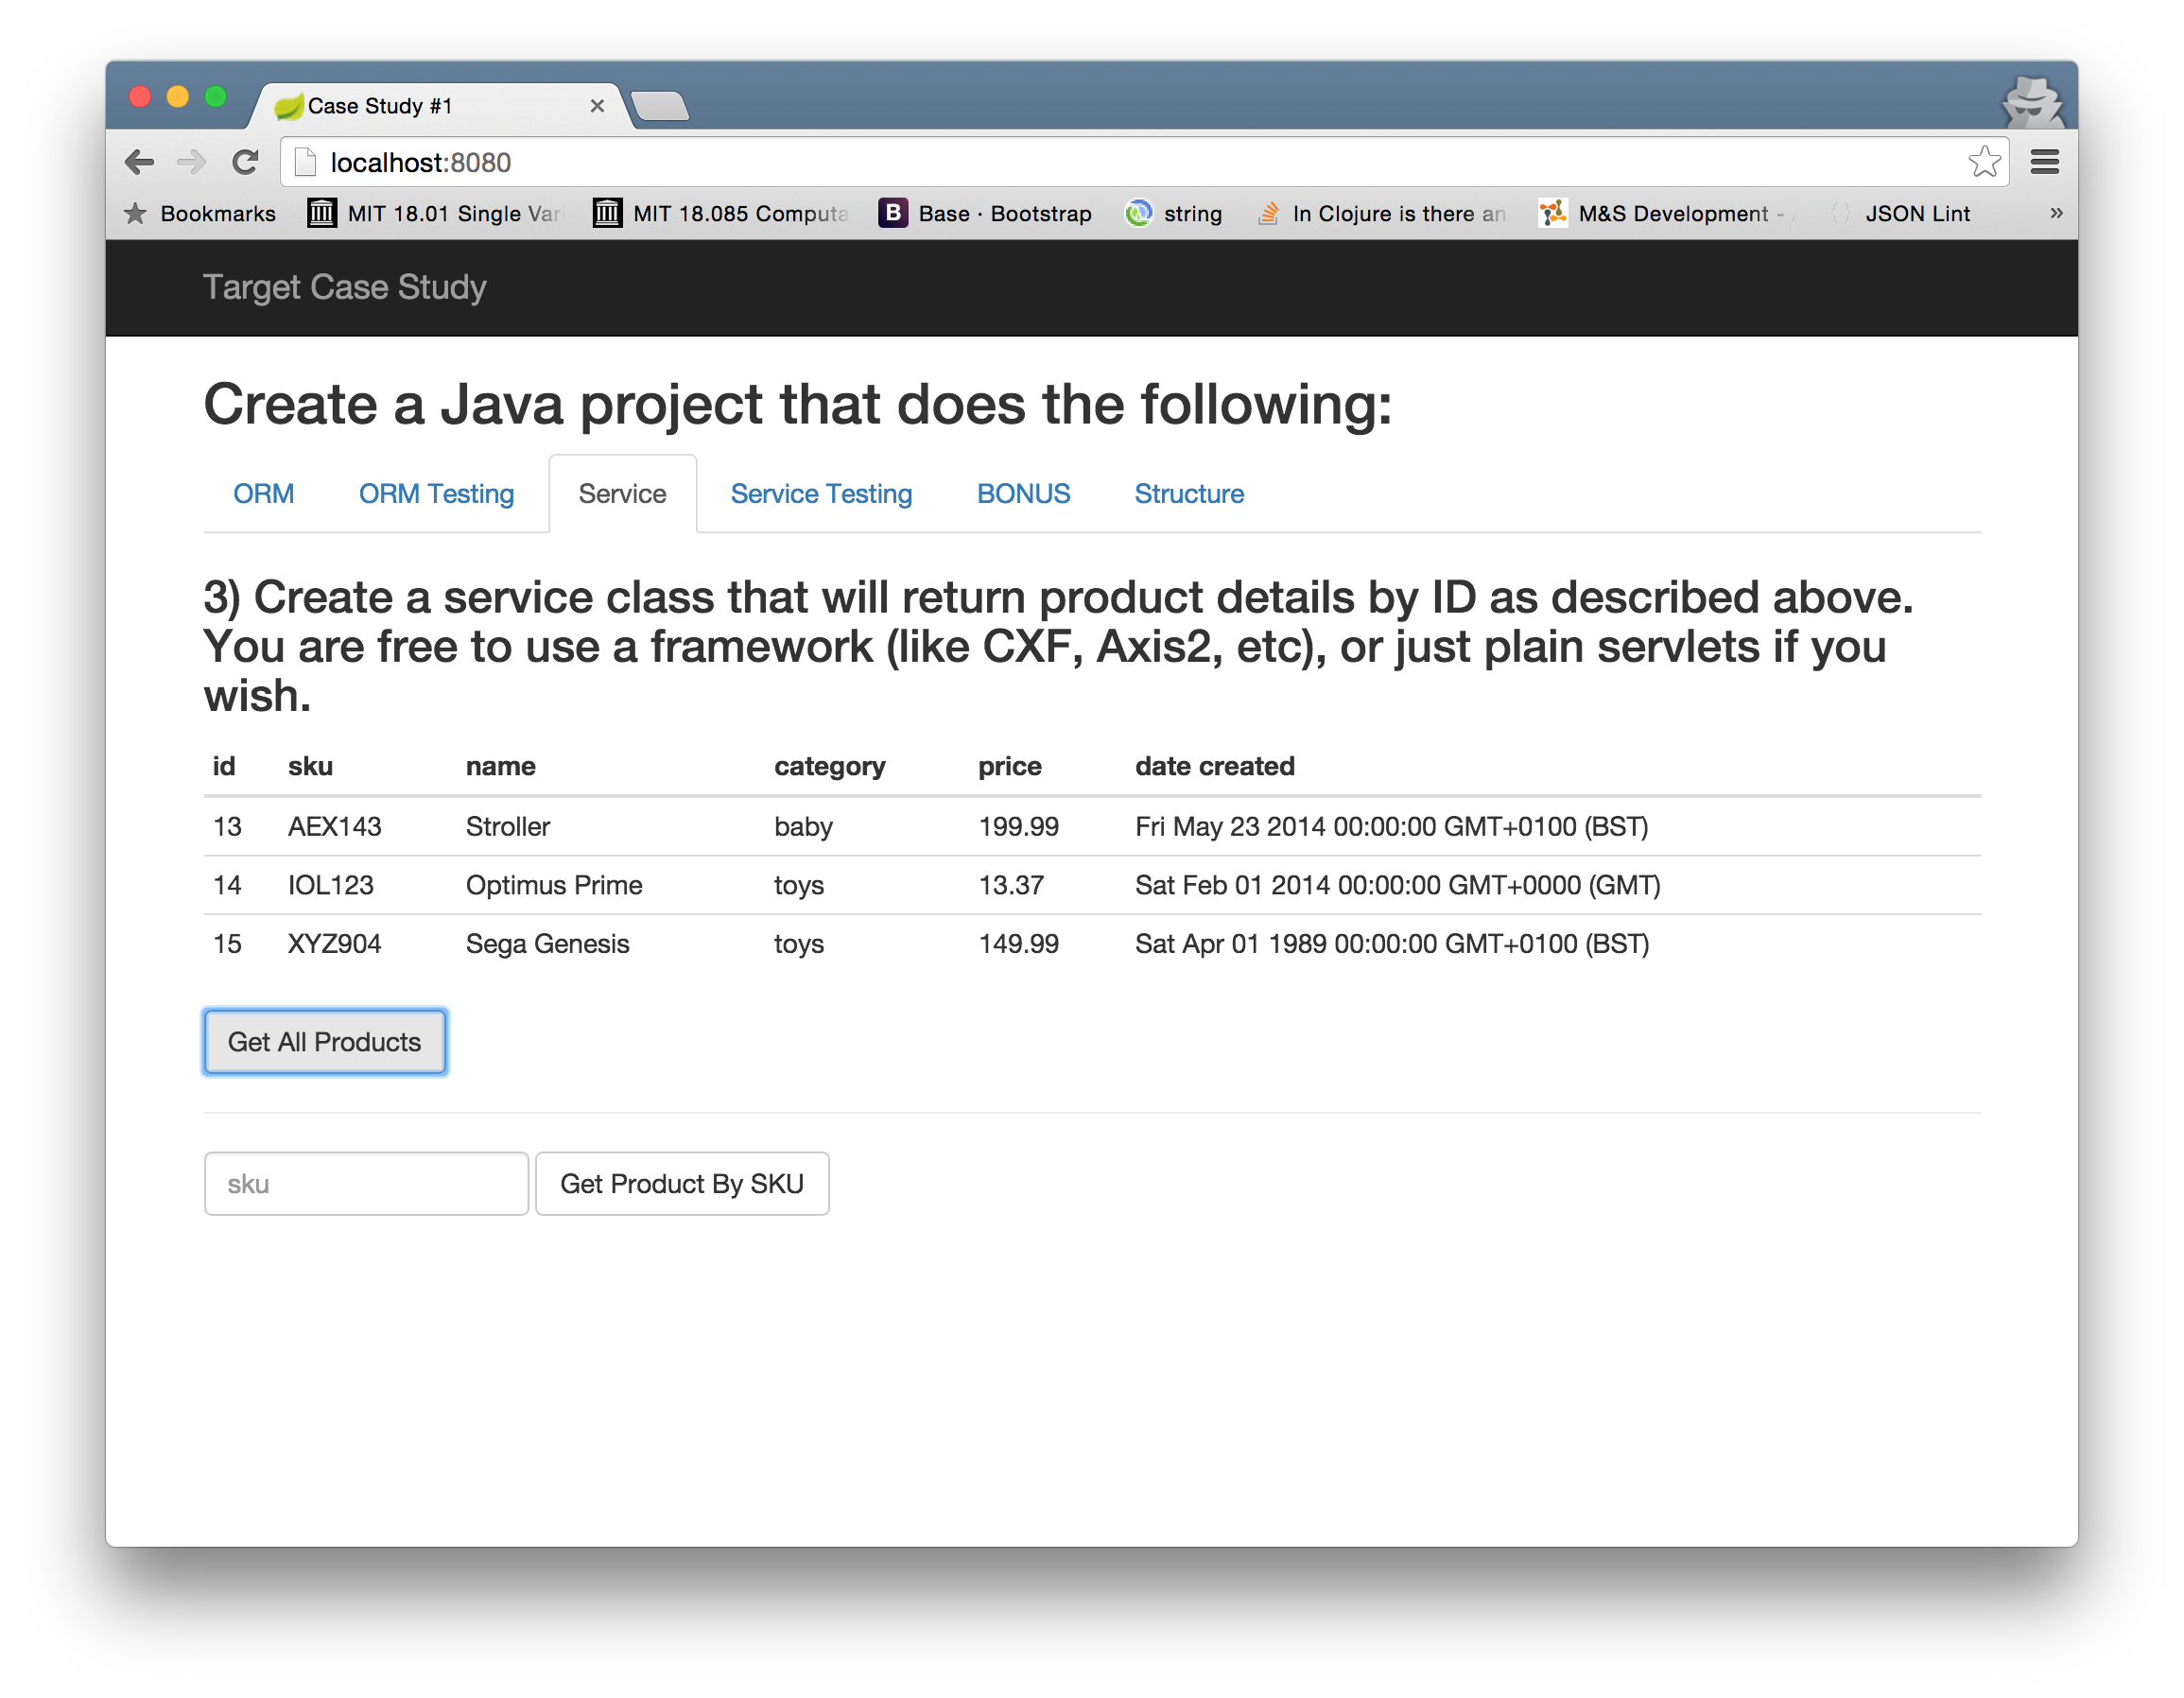 Case Study #1
localhost:8080
Bookmarks MIT 18.01 Single Var MIT 18.085 Computa B Base · Bootstrap string In Clojure is there an M&S Development - JSON Lint »
Target Case Study
Create a Java project that does the following:
ORM ORM Testing Service Service Testing BONUS Structure
3) Create a service class that will return product details by ID as described above.
You are free to use a framework (like CXF, Axis2, etc), or just plain servlets if you
wish.
id sku name category price date created
13 AEX143 Stroller baby 199.99 Fri May 23 2014 00:00:00 GMT+0100 (BST)
14 IOL123 Optimus Prime toys 13.37 Sat Feb 01 2014 00:00:00 GMT+0000 (GMT)
15 XYZ904 Sega Genesis toys 149.99 Sat Apr 01 1989 00:00:00 GMT+0100 (BST)
Get All Products
sku Get Product By SKU